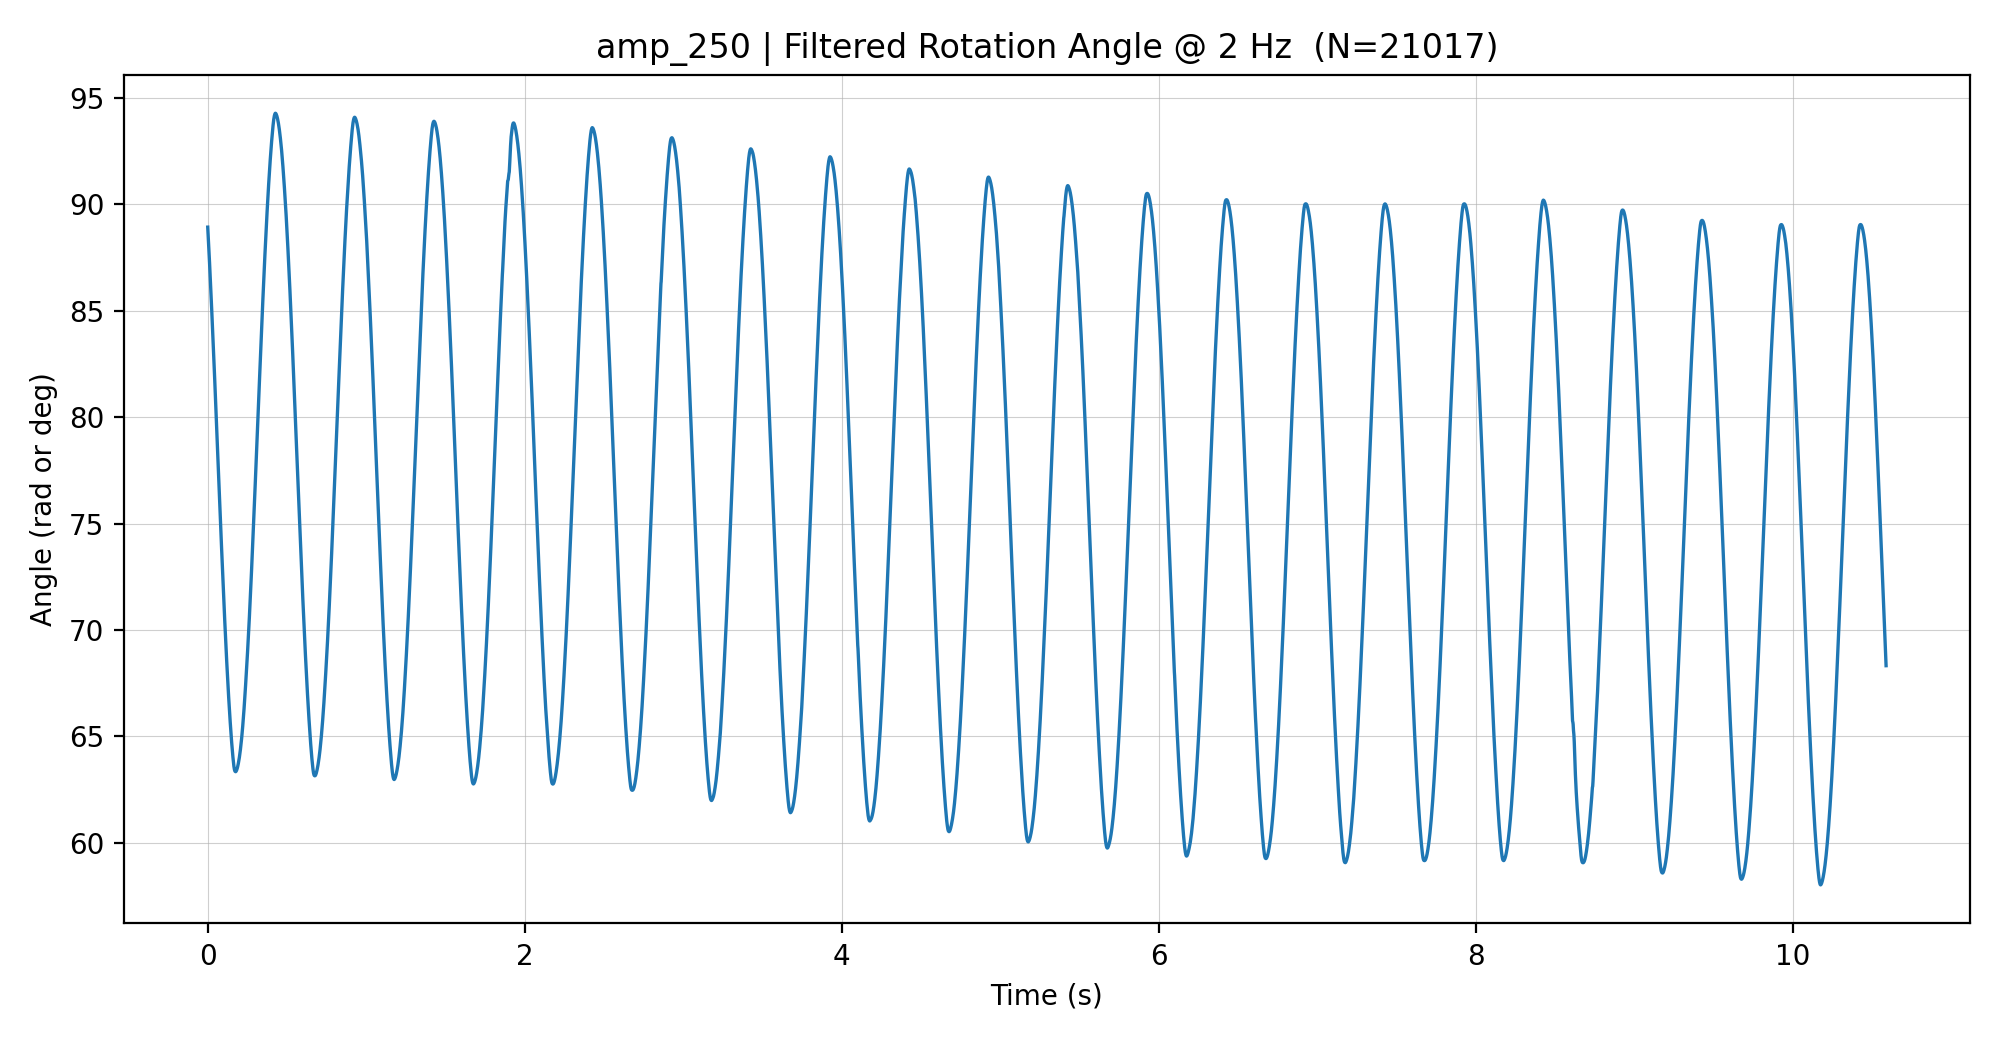 amp_250 | Filtered Rotation Angle @ 2 Hz  (N=21017)
Angle (rad or deg)
95
90
85
80
75
70
65
60
0 2 4 6 8 10
Time (s)